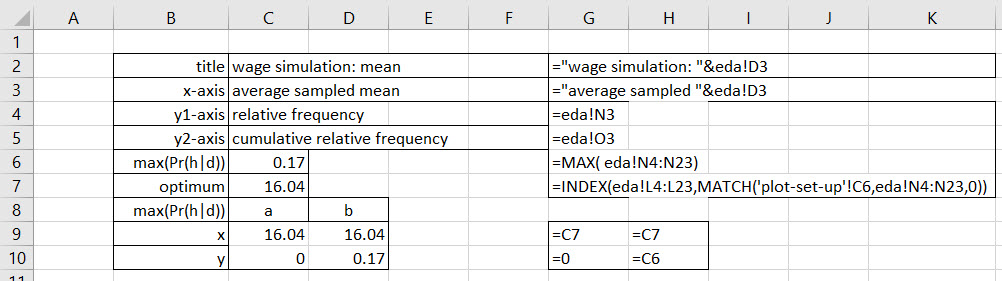 A B C D E F G H I J K
1
2 title wage simulation: mean ="wage simulation: "&eda!D3
3 x-axis average sampled mean ="average sampled "&eda!D3
4 y1-axis relative frequency =eda!N3
5 y2-axis cumulative relative frequency =eda!O3
6 max(Pr(h|d)) 0.17 =MAX( eda!N4:N23)
7 optimum 16.04 =INDEX(eda!L4:L23,MATCH('plot-set-up'!C6,eda!N4:N23,0))
8 max(Pr(h|d)) a b
9 x 16.04 16.04 =C7 =C7
10 y 0 0.17 =0 =C6
11